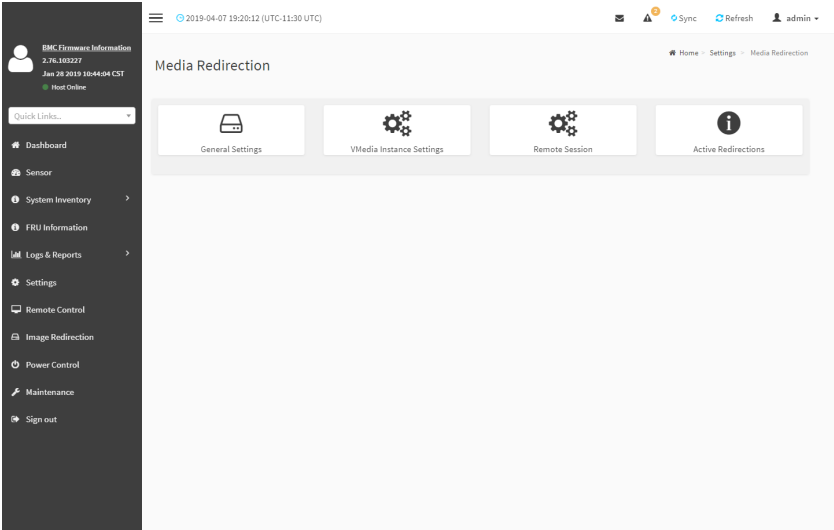 2019-04-07 19:20:12 (UTC-11:30 UTC)
2
Sync
Refresh
admin
BMC Firmware Information
2.76.103227
Jan 28 2019 10:44:04 CST
Host Online
Quick Links..
Dashboard
Sensor
System Inventory
FRU Information
Logs & Reports
Settings
Remote Control
Image Redirection
Power Control
Maintenance
Sign out
Media Redirection
Home > Settings > Media Redirection
General Settings
VMedia Instance Settings
Remote Session
Active Redirections